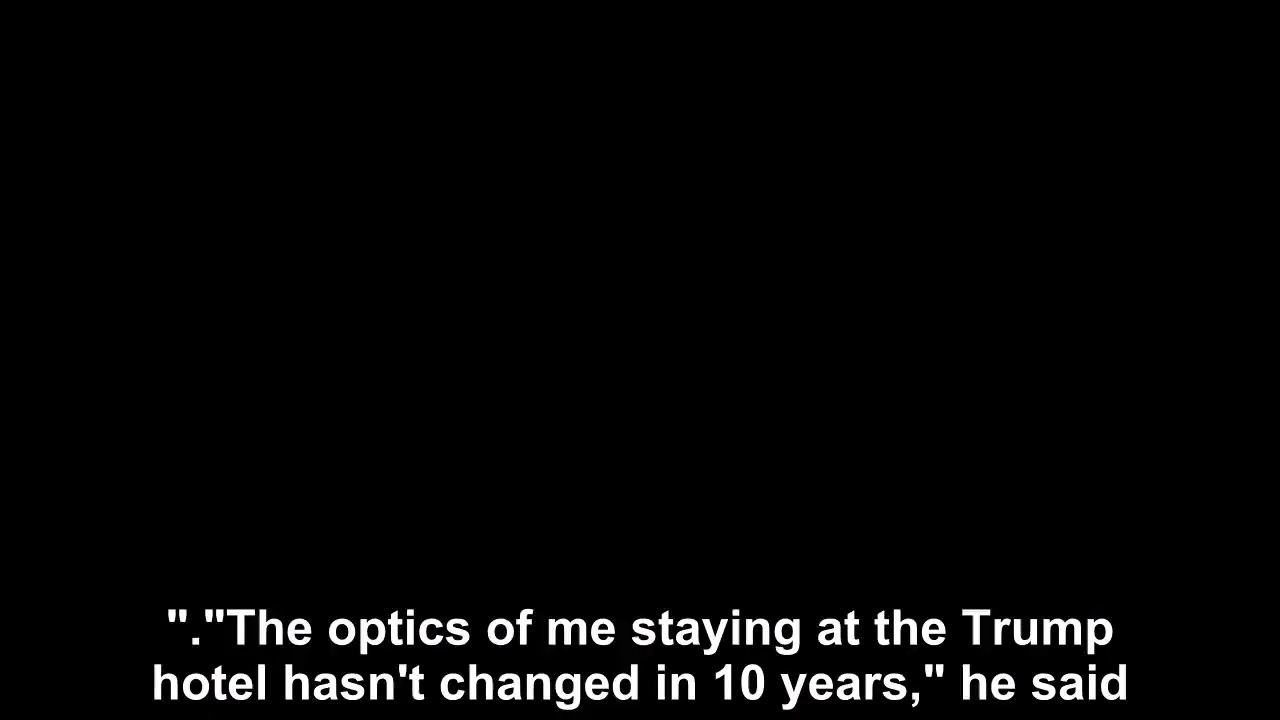 "."The optics of me staying at the Trump
hotel hasn't changed in 10 years," he said